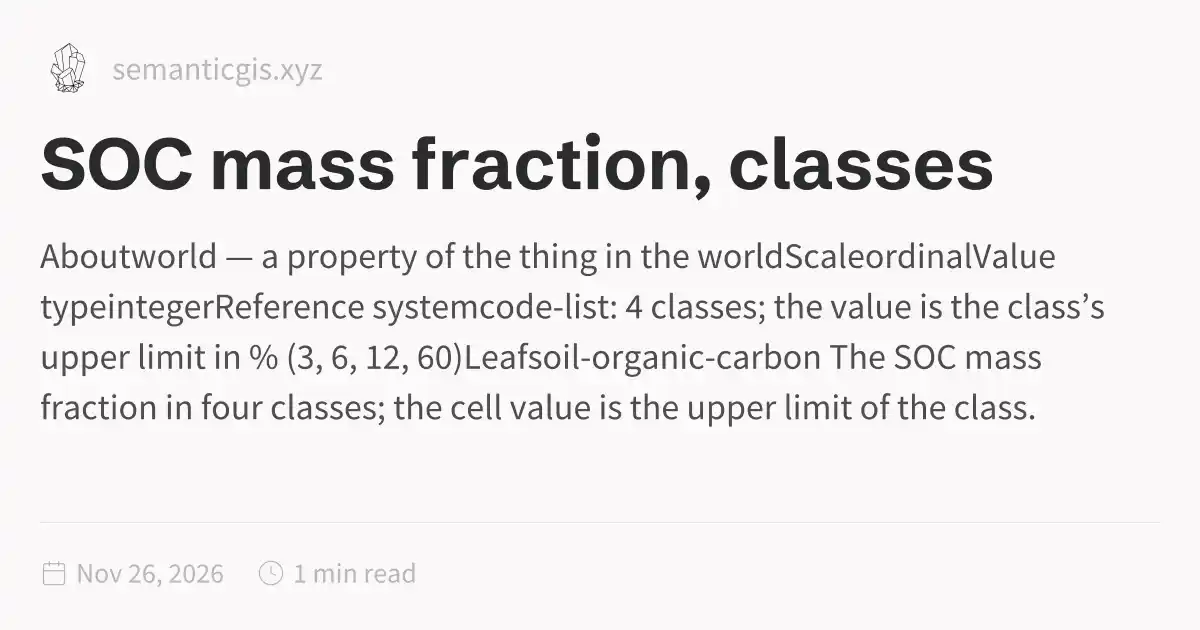 semanticgis.xyz
SOC mass fraction, classes
Aboutworld — a property of the thing in the worldScaleordinalValue
typeintegerReference systemcode-list: 4 classes; the value is the class’s
upper limit in % (3, 6, 12, 60)Leafsoil-organic-carbon The SOC mass
fraction in four classes; the cell value is the upper limit of the class.
Nov 26, 2026 1 min read